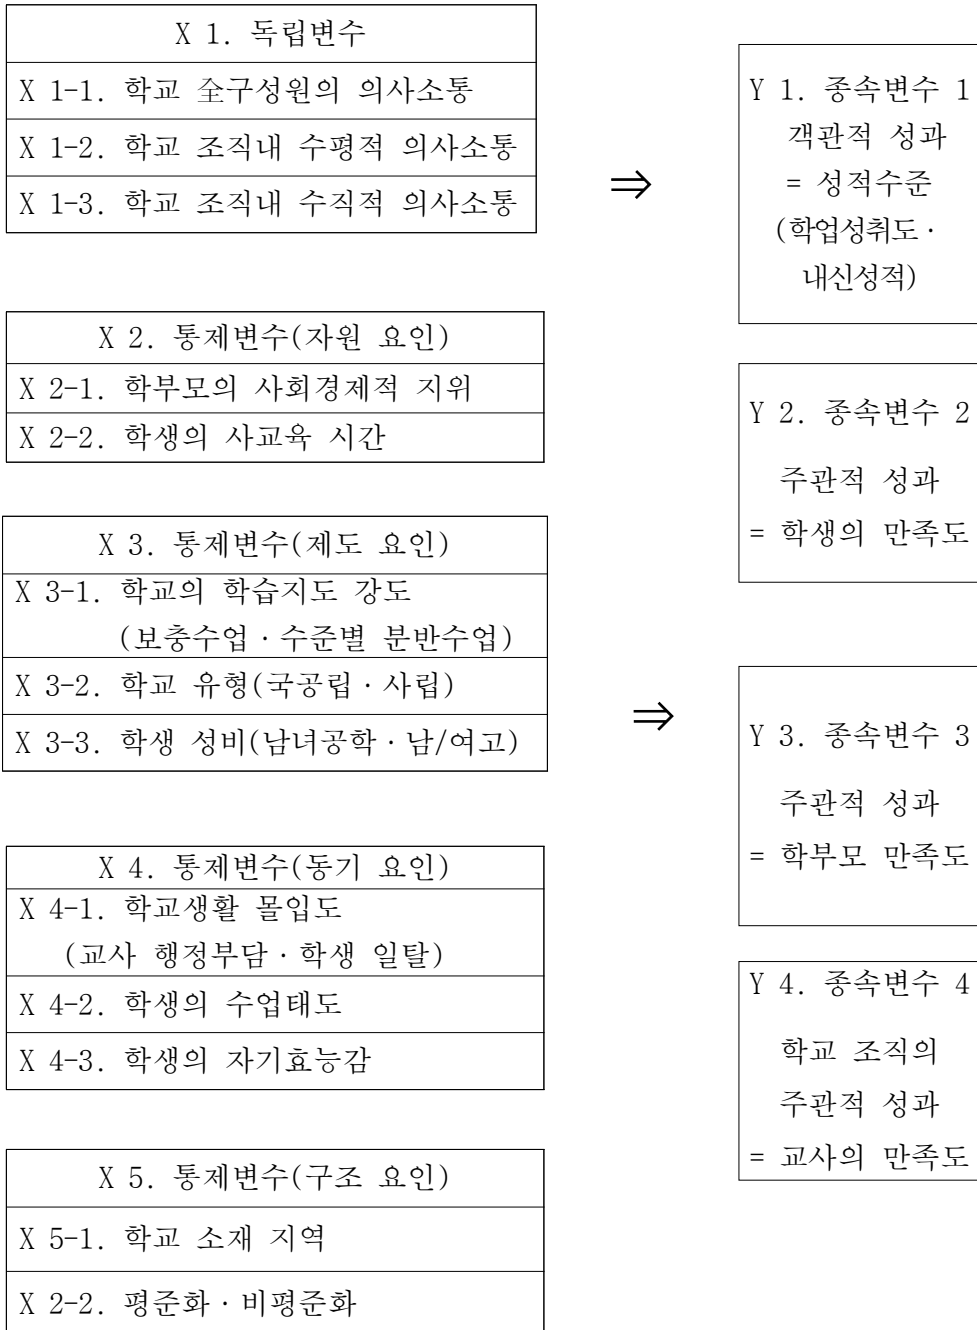 X 1. 독립변수
X 1-1. 학교 全구성원의 의사소통
X 1-2. 학교 조직내 수평적 의사소통
X 1-3. 학교 조직내 수직적 의사소통
⇒
Y 1. 종속변수 1
객관적 성과
= 성적수준
(학업성취도·
내신성적)
X 2. 통제변수(자원 요인)
X 2-1. 학부모의 사회경제적 지위
X 2-2. 학생의 사교육 시간
Y 2. 종속변수 2
주관적 성과
= 학생의 만족도
X 3. 통제변수(제도 요인)
X 3-1. 학교의 학습지도 강도
(보충수업·수준별 분반수업)
X 3-2. 학교 유형(국공립·사립)
X 3-3. 학생 성비(남녀공학·남/여고)
⇒
Y 3. 종속변수 3
주관적 성과
= 학부모 만족도
X 4. 통제변수(동기 요인)
X 4-1. 학교생활 몰입도
(교사 행정부담·학생 일탈)
X 4-2. 학생의 수업태도
X 4-3. 학생의 자기효능감
Y 4. 종속변수 4
학교 조직의
주관적 성과
= 교사의 만족도
X 5. 통제변수(구조 요인)
X 5-1. 학교 소재 지역
X 2-2. 평준화·비평준화